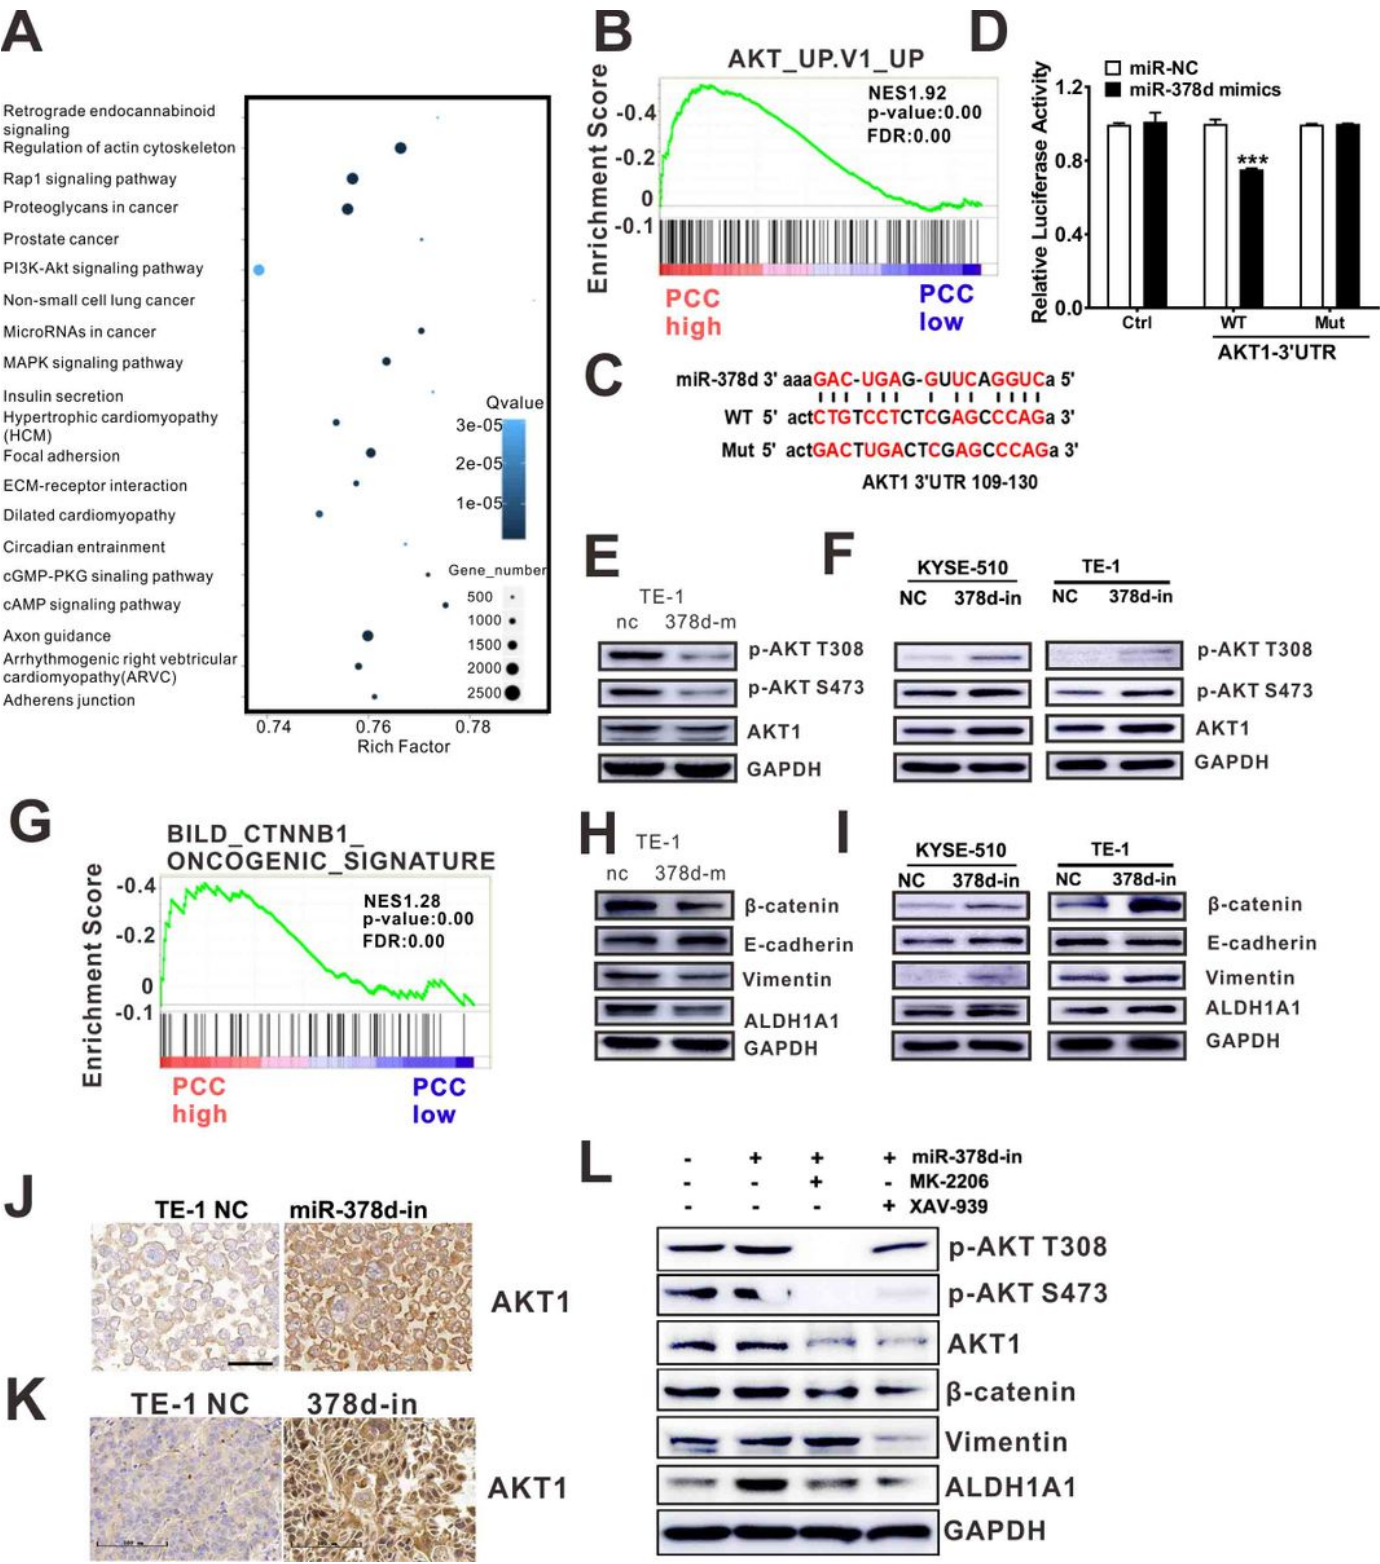 A
Retrograde endocannabinoid
signaling
Regulation of actin cytoskeleton
Rap1 signaling pathway
Proteoglycans in cancer
Prostate cancer
PI3K-Akt signaling pathway
Non-small cell lung cancer
MicroRNAs in cancer
MAPK signaling pathway
Insulin secretion
Hypertrophic cardiomyopathy
(HCM)
Focal adhersion
ECM-receptor interaction
Dilated cardiomyopathy
Circadian entrainment
cGMP-PKG sinaling pathway
cAMP signaling pathway
Axon guidance
Arrhythmogenic right vebtricular
cardiomyopathy(ARVC)
Adherens junction
Qvalue
3e-05
2e-05
1e-05
Gene_number
500
1000
1500
2000
2500
0.74 0.76 0.78
Rich Factor
B
AKT_UP.V1_UP
Enrichment Score
-0.4
-0.2
0
-0.1
NES1.92
p-value:0.00
FDR:0.00
PCC
high
PCC
low
D
miR-NC
miR-378d mimics
Relative Luciferase Activity
1.2
0.8
0.4
0.0
***
Ctrl WT Mut
AKT1-3'UTR
C
miR-378d 3' aaaGAC-UGAG-GUUCAGGUCa 5'
WT 5' actCTGTCCTCTCGAGCCCAGa 3'
Mut 5' actGACTUGACTCGAGCCCAGa 3'
AKT1 3'UTR 109-130
E
TE-1
nc 378d-m
p-AKT T308
p-AKT S473
AKT1
GAPDH
F
KYSE-510 TE-1
NC 378d-in NC 378d-in
p-AKT T308
p-AKT S473
AKT1
GAPDH
G
BILD_CTNNB1_
ONCOGENIC_SIGNATURE
Enrichment Score
-0.4
-0.2
0
-0.1
NES1.28
p-value:0.00
FDR:0.00
PCC
high
PCC
low
H
TE-1
nc 378d-m
β-catenin
E-cadherin
Vimentin
ALDH1A1
GAPDH
I
KYSE-510 TE-1
NC 378d-in NC 378d-in
β-catenin
E-cadherin
Vimentin
ALDH1A1
GAPDH
J
TE-1 NC miR-378d-in
AKT1
K
TE-1 NC 378d-in
AKT1
L
- + + + miR-378d-in
- - + - MK-2206
- - - + XAV-939
p-AKT T308
p-AKT S473
AKT1
β-catenin
Vimentin
ALDH1A1
GAPDH